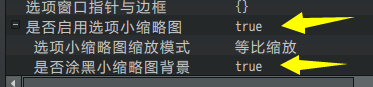 选项窗口指针与边框 {}
是否启用选项小缩略图 true
选项小缩略图缩放模式 等比缩放
是否涂黑小缩略图背景 true